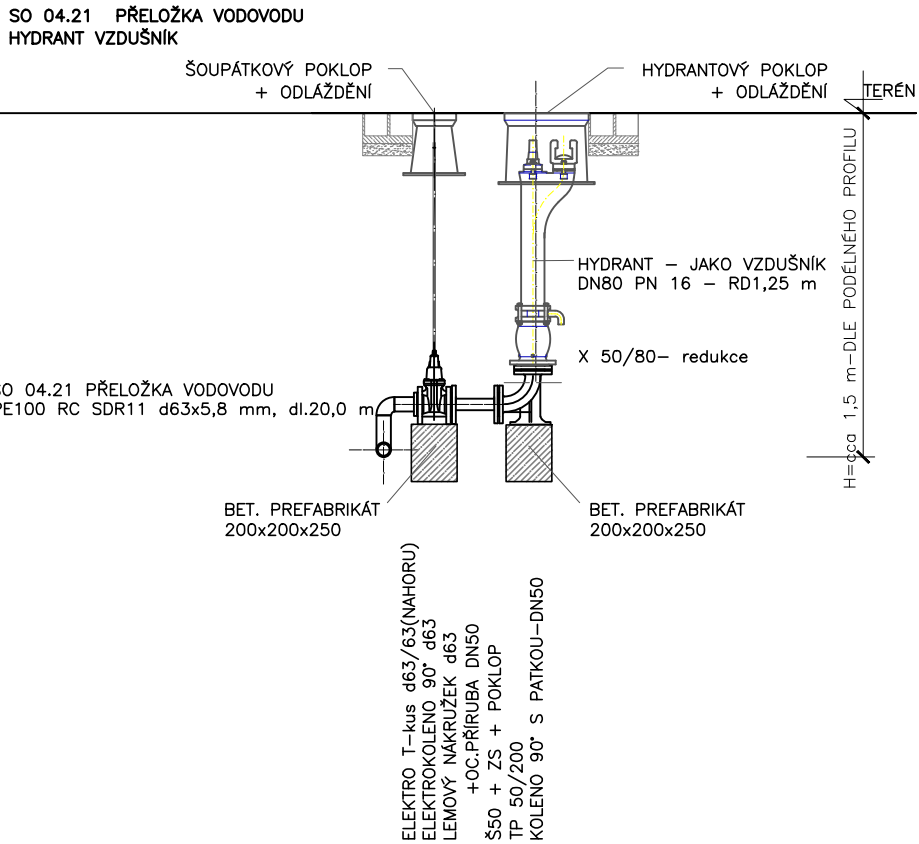 SO 04.21 PŘELOŽKA VODOVODU
HYDRANT VZDUŠNÍK
ŠOUPÁTKOVÝ POKLOP
+ ODLÁŽDĚNÍ
HYDRANTOVÝ POKLOP
+ ODLÁŽDĚNÍ
TERÉN
H=cca 1,5 m-DLE PODÉLNÉHO PROFILU
HYDRANT - JAKO VZDUŠNÍK
DN80 PN 16 - RD1,25 m
X 50/80- redukce
SO 04.21 PŘELOŽKA VODOVODU
PE100 RC SDR11 d63x5,8 mm, dl.20,0 m
BET. PREFABRIKÁT
200x200x250
BET. PREFABRIKÁT
200x200x250
ELEKTRO T-kus d63/63(NAHORU)
ELEKTROKOLENO 90° d63
LEMOVÝ NÁKRUŽEK d63
+OC.PŘÍRUBA DN50
Š50 + ZS + POKLOP
TP 50/200
KOLENO 90° S PATKOU-DN50